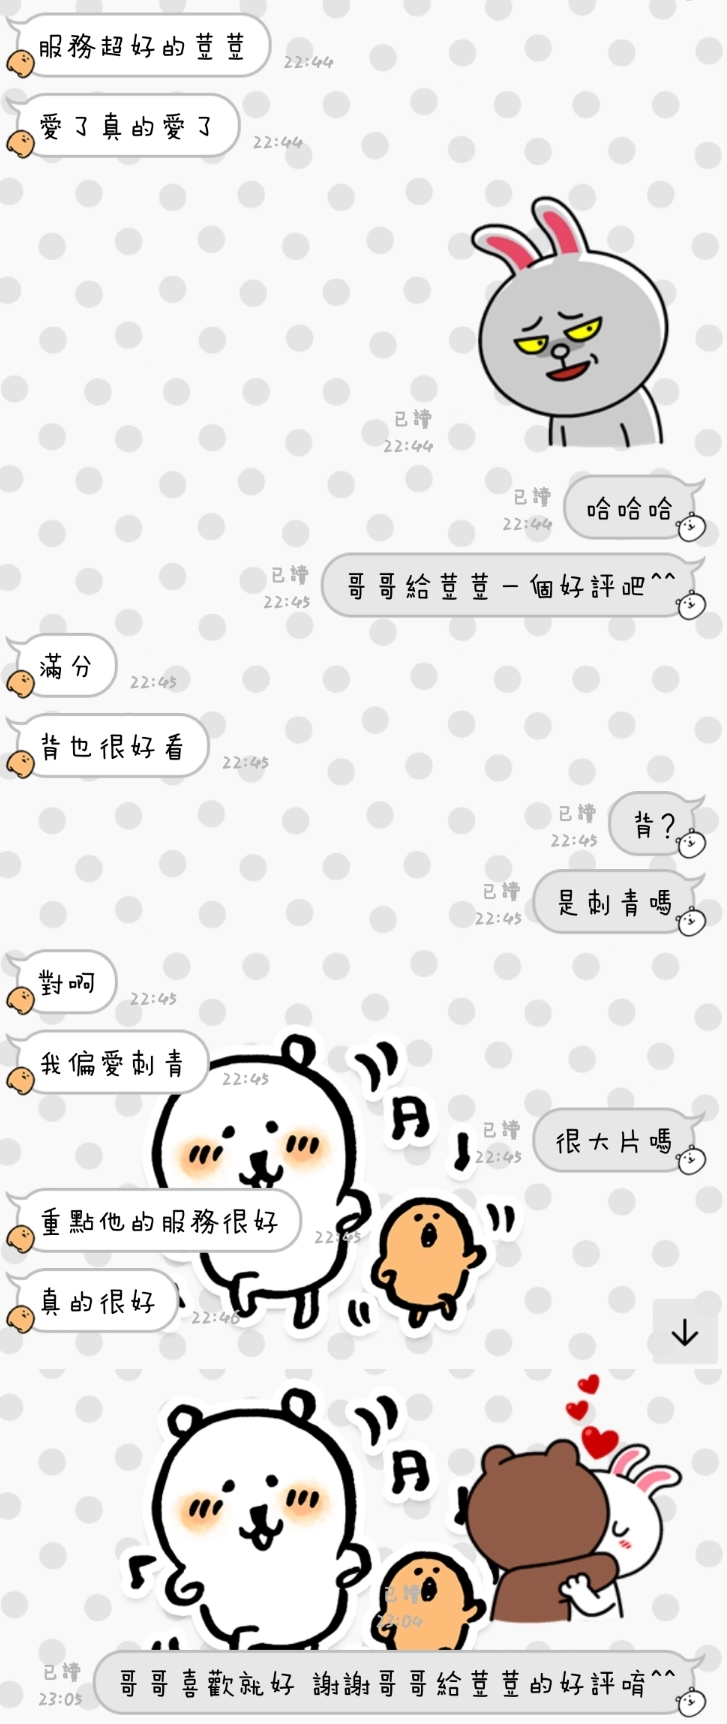 服務超好的荳荳
22:44
愛了真的愛了
22:44
已讀
22:44
已讀
22:44
哈哈哈
已讀
22:45
哥哥給荳荳一個好評吧^^
滿分
22:45
背也很好看
22:45
已讀
22:45
背?
已讀
22:45
是刺青嗎
對啊
22:45
我偏愛刺青
22:45
已讀
22:45
很大片嗎
重點他的服務很好
22:45
真的很好
22:46
已讀
23:04
已讀
23:05
哥哥喜歡就好 謝謝哥哥給荳荳的好評唷^^